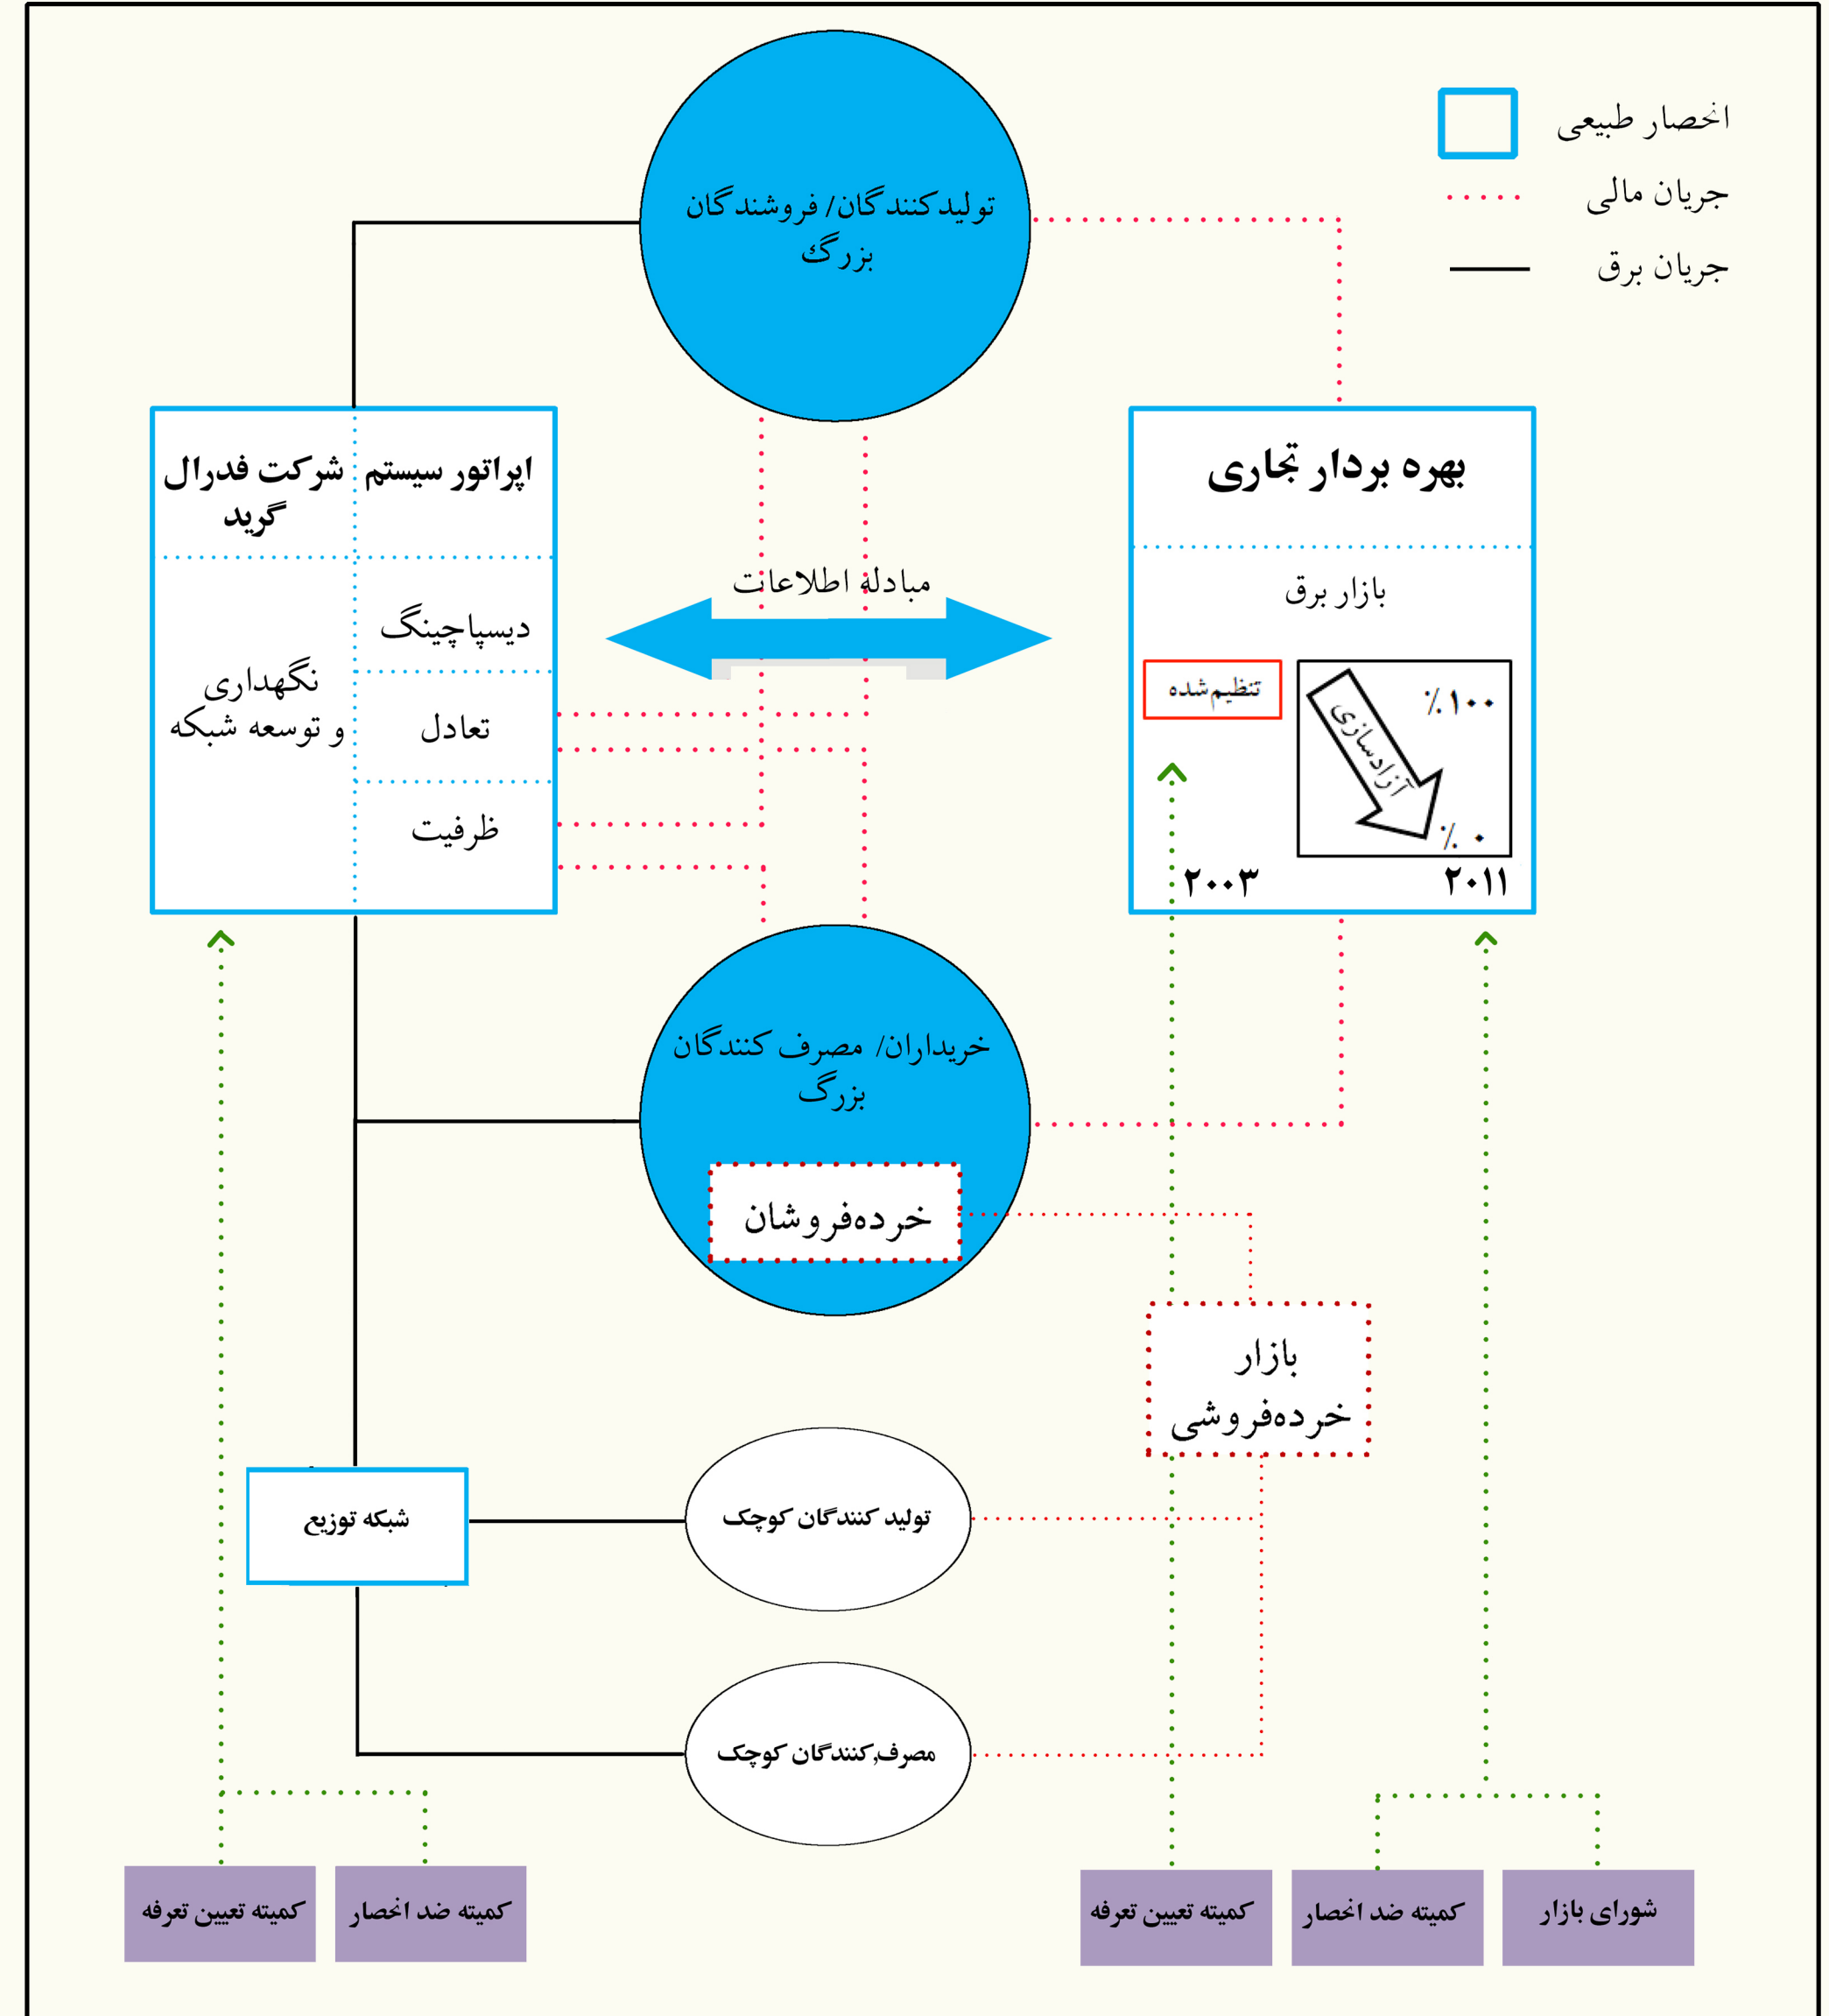 انحصار طبیعی
جریان مالی
جریان برق
تولیدکنندگان/ فروشندگان
بزرگ
بهره بردار تجاری
بازار برق
تنظیم‌شده
٪۱۰۰
آزادسازی
٪ ۰
۲۰۰۳
۲۰۱۱
مبادله اطلاعات
اپراتور سیستم
شرکت فدرال
گرید
دیسپاچینگ
تعادل
ظرفیت
نگهداری
و توسعه شبکه
خریداران/ مصرف کنندگان
بزرگ
خرده‌فروشان
بازار
خرده‌فروشی
شبکه توزیع
تولید کنندگان کوچک
مصرف,کنندگان کوچک
شورای بازار
کمیته ضد انحصار
کمیته تعیین تعرفه
کمیته ضد انحصار
کمیته تعیین تعرفه